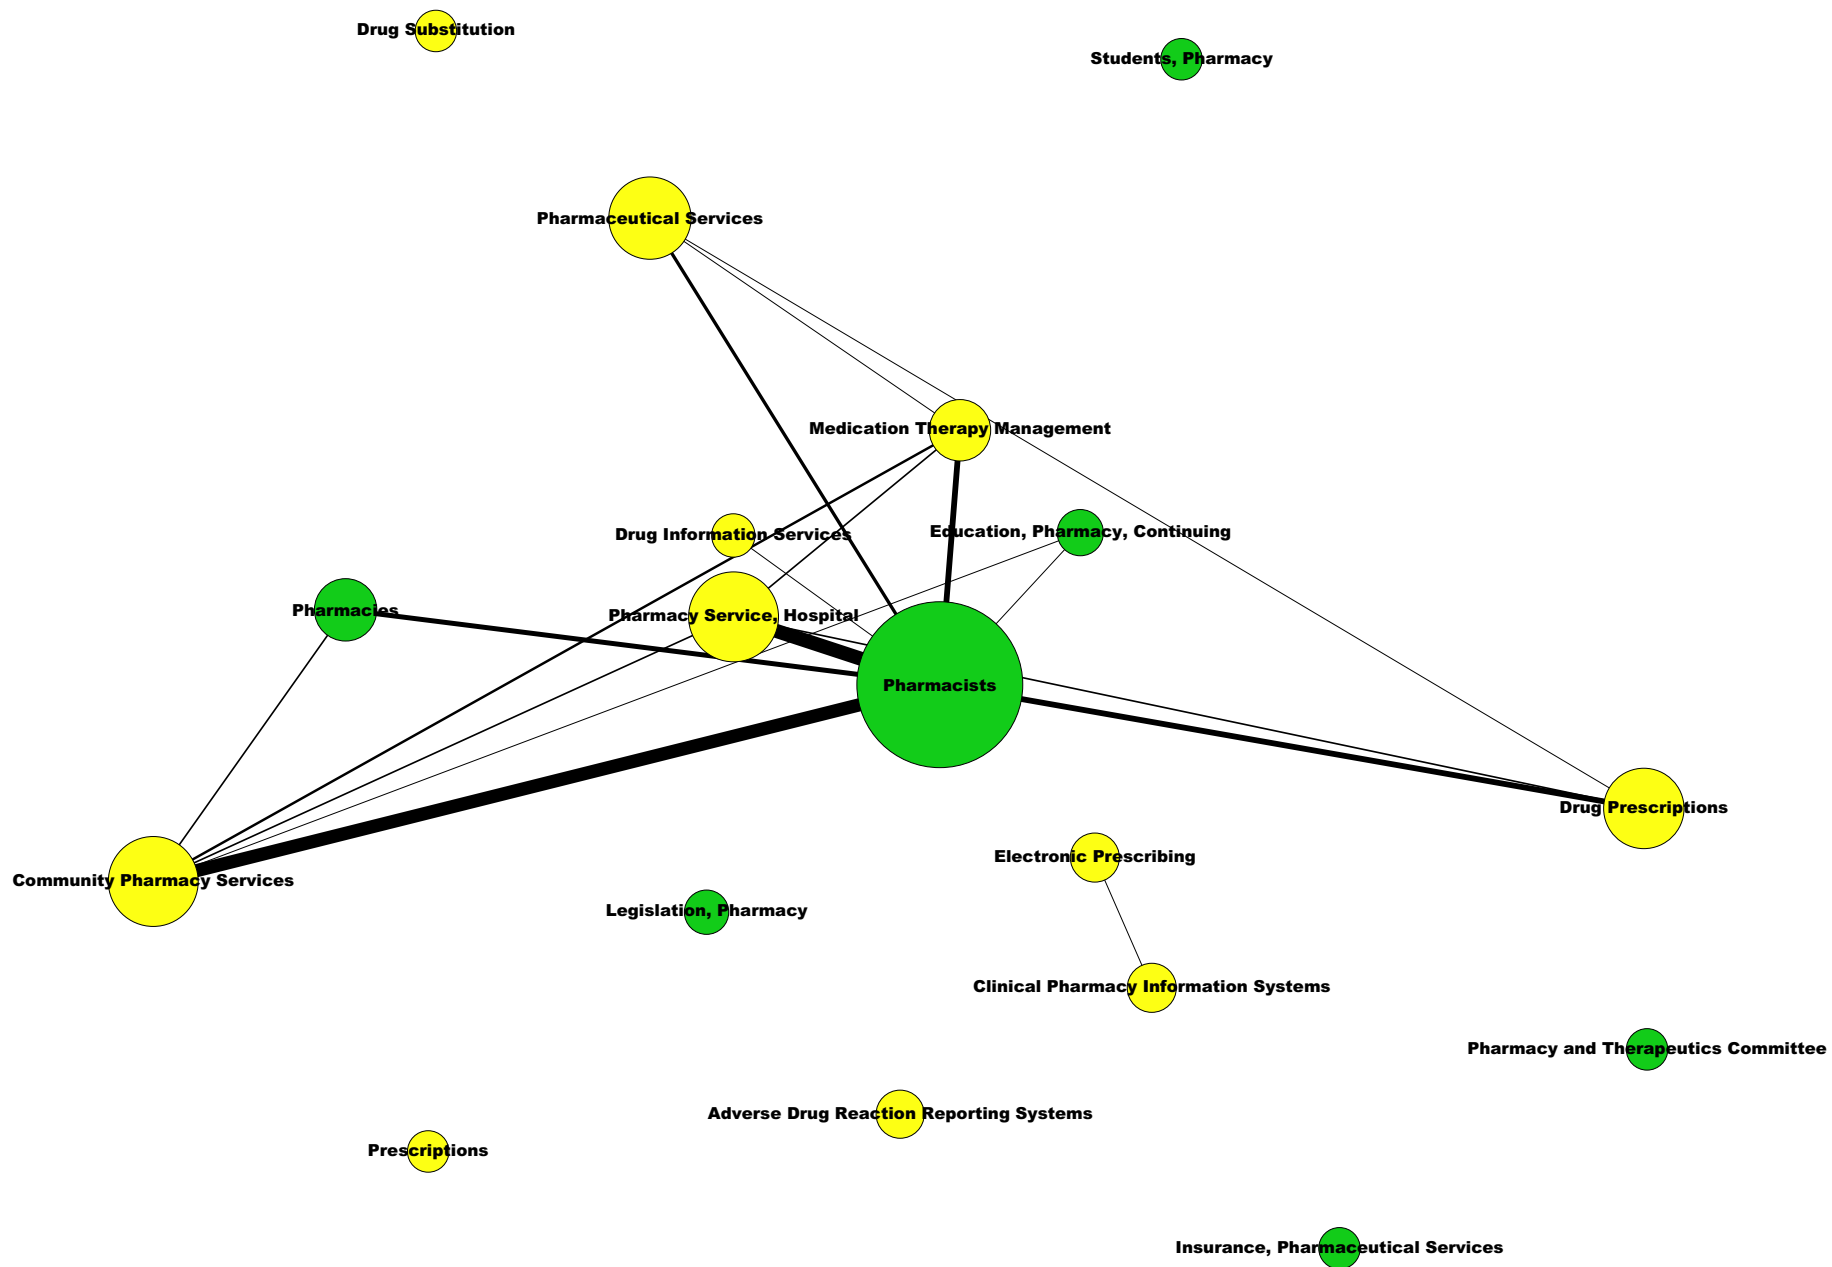 Drug Substitution
Students, Pharmacy
Pharmaceutical Services
Medication Therapy Management
Drug Information Services
Education, Pharmacy, Continuing
Pharmacies
Pharmacy Service, Hospital
Pharmacists
Drug Prescriptions
Electronic Prescribing
Community Pharmacy Services
Legislation, Pharmacy
Clinical Pharmacy Information Systems
Pharmacy and Therapeutics Committee
Adverse Drug Reaction Reporting Systems
Prescriptions
Insurance, Pharmaceutical Services